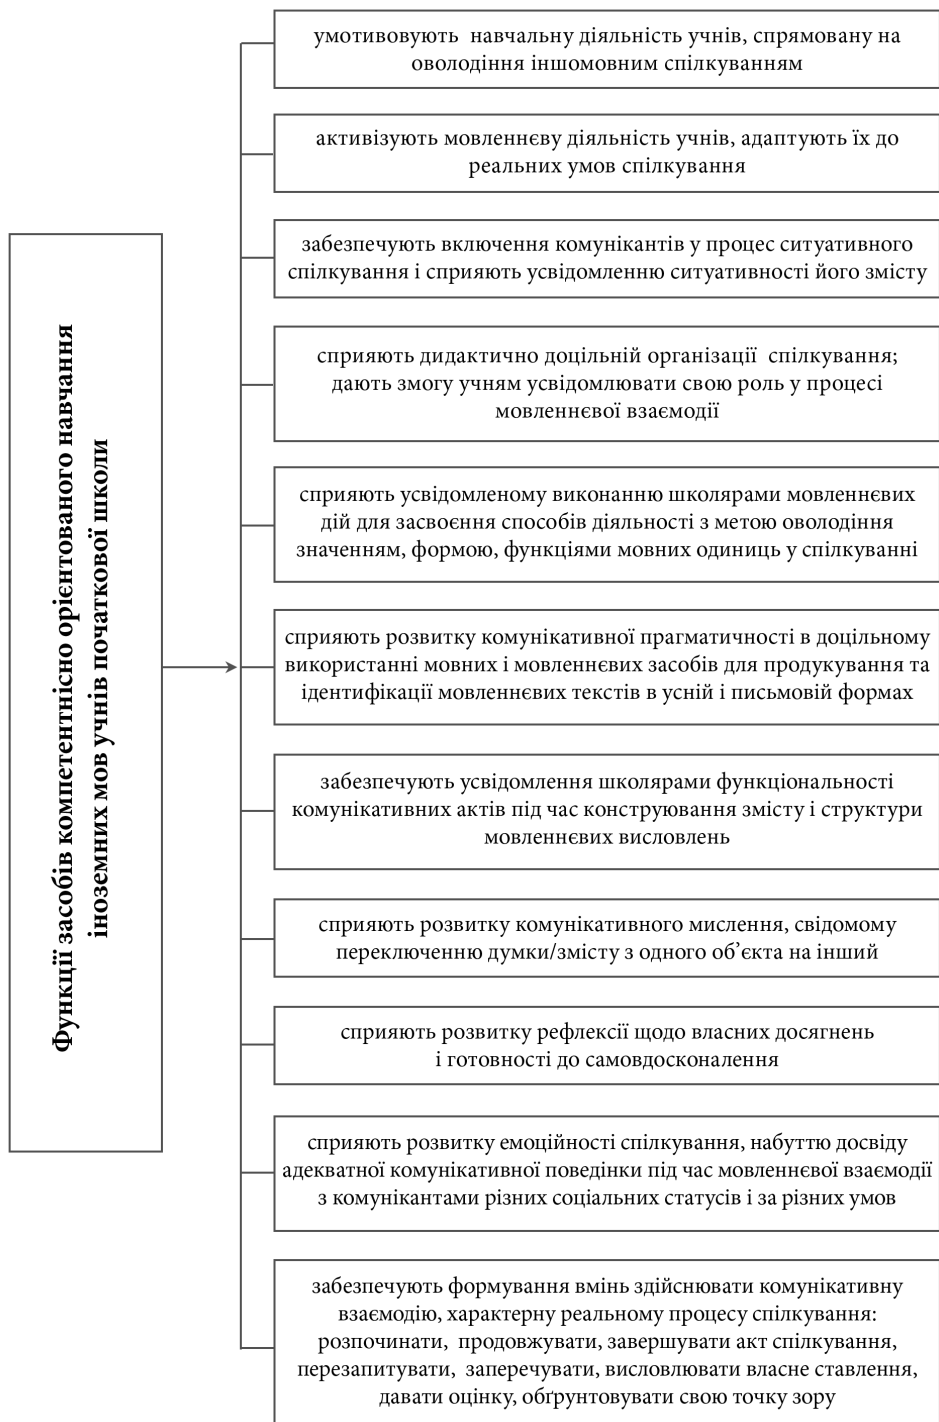 Функції засобів компетентнісно орієнтованого навчання
іноземних мов учнів початкової школи
умотивовують навчальну діяльність учнів, спрямовану на
оволодіння іншомовним спілкуванням
активізують мовленнєву діяльність учнів, адаптують їх до
реальних умов спілкування
забезпечують включення комунікантів у процес ситуативного
спілкування і сприяють усвідомленню ситуативності його змісту
сприяють дидактично доцільній організації спілкування;
дають змогу учням усвідомлювати свою роль у процесі
мовленнєвої взаємодії
сприяють усвідомленому виконанню школярами мовленнєвих
дій для засвоєння способів діяльності з метою оволодіння
значенням, формою, функціями мовних одиниць у спілкуванні
сприяють розвитку комунікативної прагматичності в доцільному
використанні мовних і мовленнєвих засобів для продукування та
ідентифікації мовленнєвих текстів в усній і письмовій формах
забезпечують усвідомлення школярами функціональності
комунікативних актів під час конструювання змісту і структури
мовленнєвих висловлень
сприяють розвитку комунікативного мислення, свідомому
переключенню думки/змісту з одного об’єкта на інший
сприяють розвитку рефлексії щодо власних досягнень
і готовності до самовдосконалення
сприяють розвитку емоційності спілкування, набуттю досвіду
адекватної комунікативної поведінки під час мовленнєвої взаємодії
з комунікантами різних соціальних статусів і за різних умов
забезпечують формування вмінь здійснювати комунікативну
взаємодію, характерну реальному процесу спілкування:
розпочинати, продовжувати, завершувати акт спілкування,
перезапитувати, заперечувати, висловлювати власне ставлення,
давати оцінку, обґрунтовувати свою точку зору